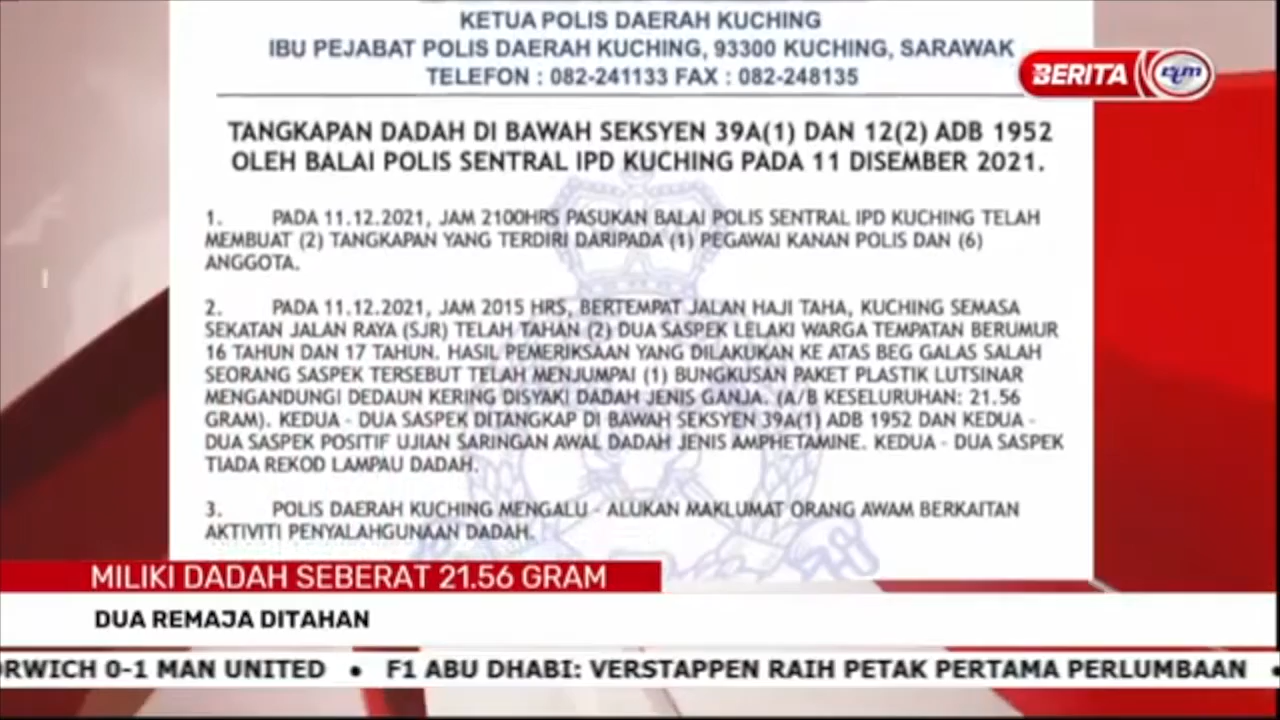 KETUA POLIS DAERAH KUCHING
IBU PEJABAT POLIS DAERAH KUCHING, 93300 KUCHING, SARAWAK
TELEFON : 082-241133 FAX : 082-248135
BERITA rtm
TANGKAPAN DADAH DI BAWAH SEKSYEN 39A(1) DAN 12(2) ADB 1952
OLEH BALAI POLIS SENTRAL IPD KUCHING PADA 11 DISEMBER 2021.
1. PADA 11.12.2021, JAM 2100HRS PASUKAN BALAI POLIS SENTRAL IPD KUCHING TELAH
MEMBUAT (2) TANGKAPAN YANG TERDIRI DARIPADA (1) PEGAWAI KANAN POLIS DAN (6)
ANGGOTA.
2. PADA 11.12.2021, JAM 2015 HRS, BERTEMPAT JALAN HAJI TAHA, KUCHING SEMASA
SEKATAN JALAN RAYA (SJR) TELAH TAHAN (2) DUA SASPEK LELAKI WARGA TEMPATAN BERUMUR
16 TAHUN DAN 17 TAHUN. HASIL PEMERIKSAAN YANG DILAKUKAN KE ATAS BEG GALAS SALAH
SEORANG SASPEK TERSEBUT TELAH MENJUMPAI (1) BUNGKUSAN PAKET PLASTIK LUTSINAR
MENGANDUNGI DEDAUN KERING DISYAKI DADAH JENIS GANJA. (A/B KESELURUHAN: 21.56
GRAM). KEDUA - DUA SASPEK DITANGKAP DI BAWAH SEKSYEN 39A(1) ADB 1952 DAN KEDUA -
DUA SASPEK POSITIF UJIAN SARINGAN AWAL DADAH JENIS AMPHETAMINE. KEDUA - DUA SASPEK
TIADA REKOD LAMPAU DADAH.
3. POLIS DAERAH KUCHING MENGALU - ALUKAN MAKLUMAT ORANG AWAM BERKAITAN
AKTIVITI PENYALAHGUNAAN DADAH.
MILIKI DADAH SEBERAT 21.56 GRAM
DUA REMAJA DITAHAN
ORWICH 0-1 MAN UNITED • F1 ABU DHABI: VERSTAPPEN RAIH PETAK PERTAMA PERLUMBAAN